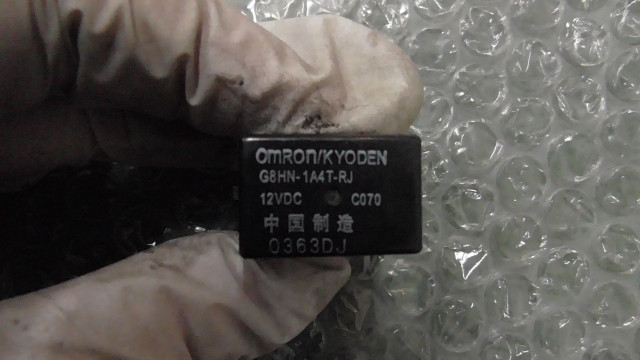 OMRON/KYODEN
G8HN-1A4T-RJ
12VDC C070
中国制造
0363DJ